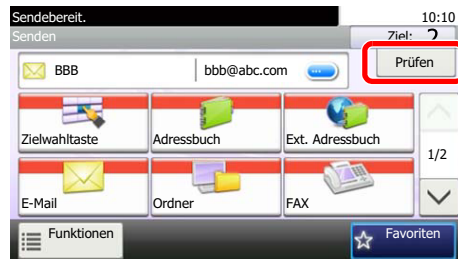 Sendebereit. 10:10
Senden Ziel: 2
BBB bbb@abc.com Prüfen
Zielwahltaste Adressbuch Ext. Adressbuch
1/2
E-Mail Ordner FAX
Funktionen Favoriten